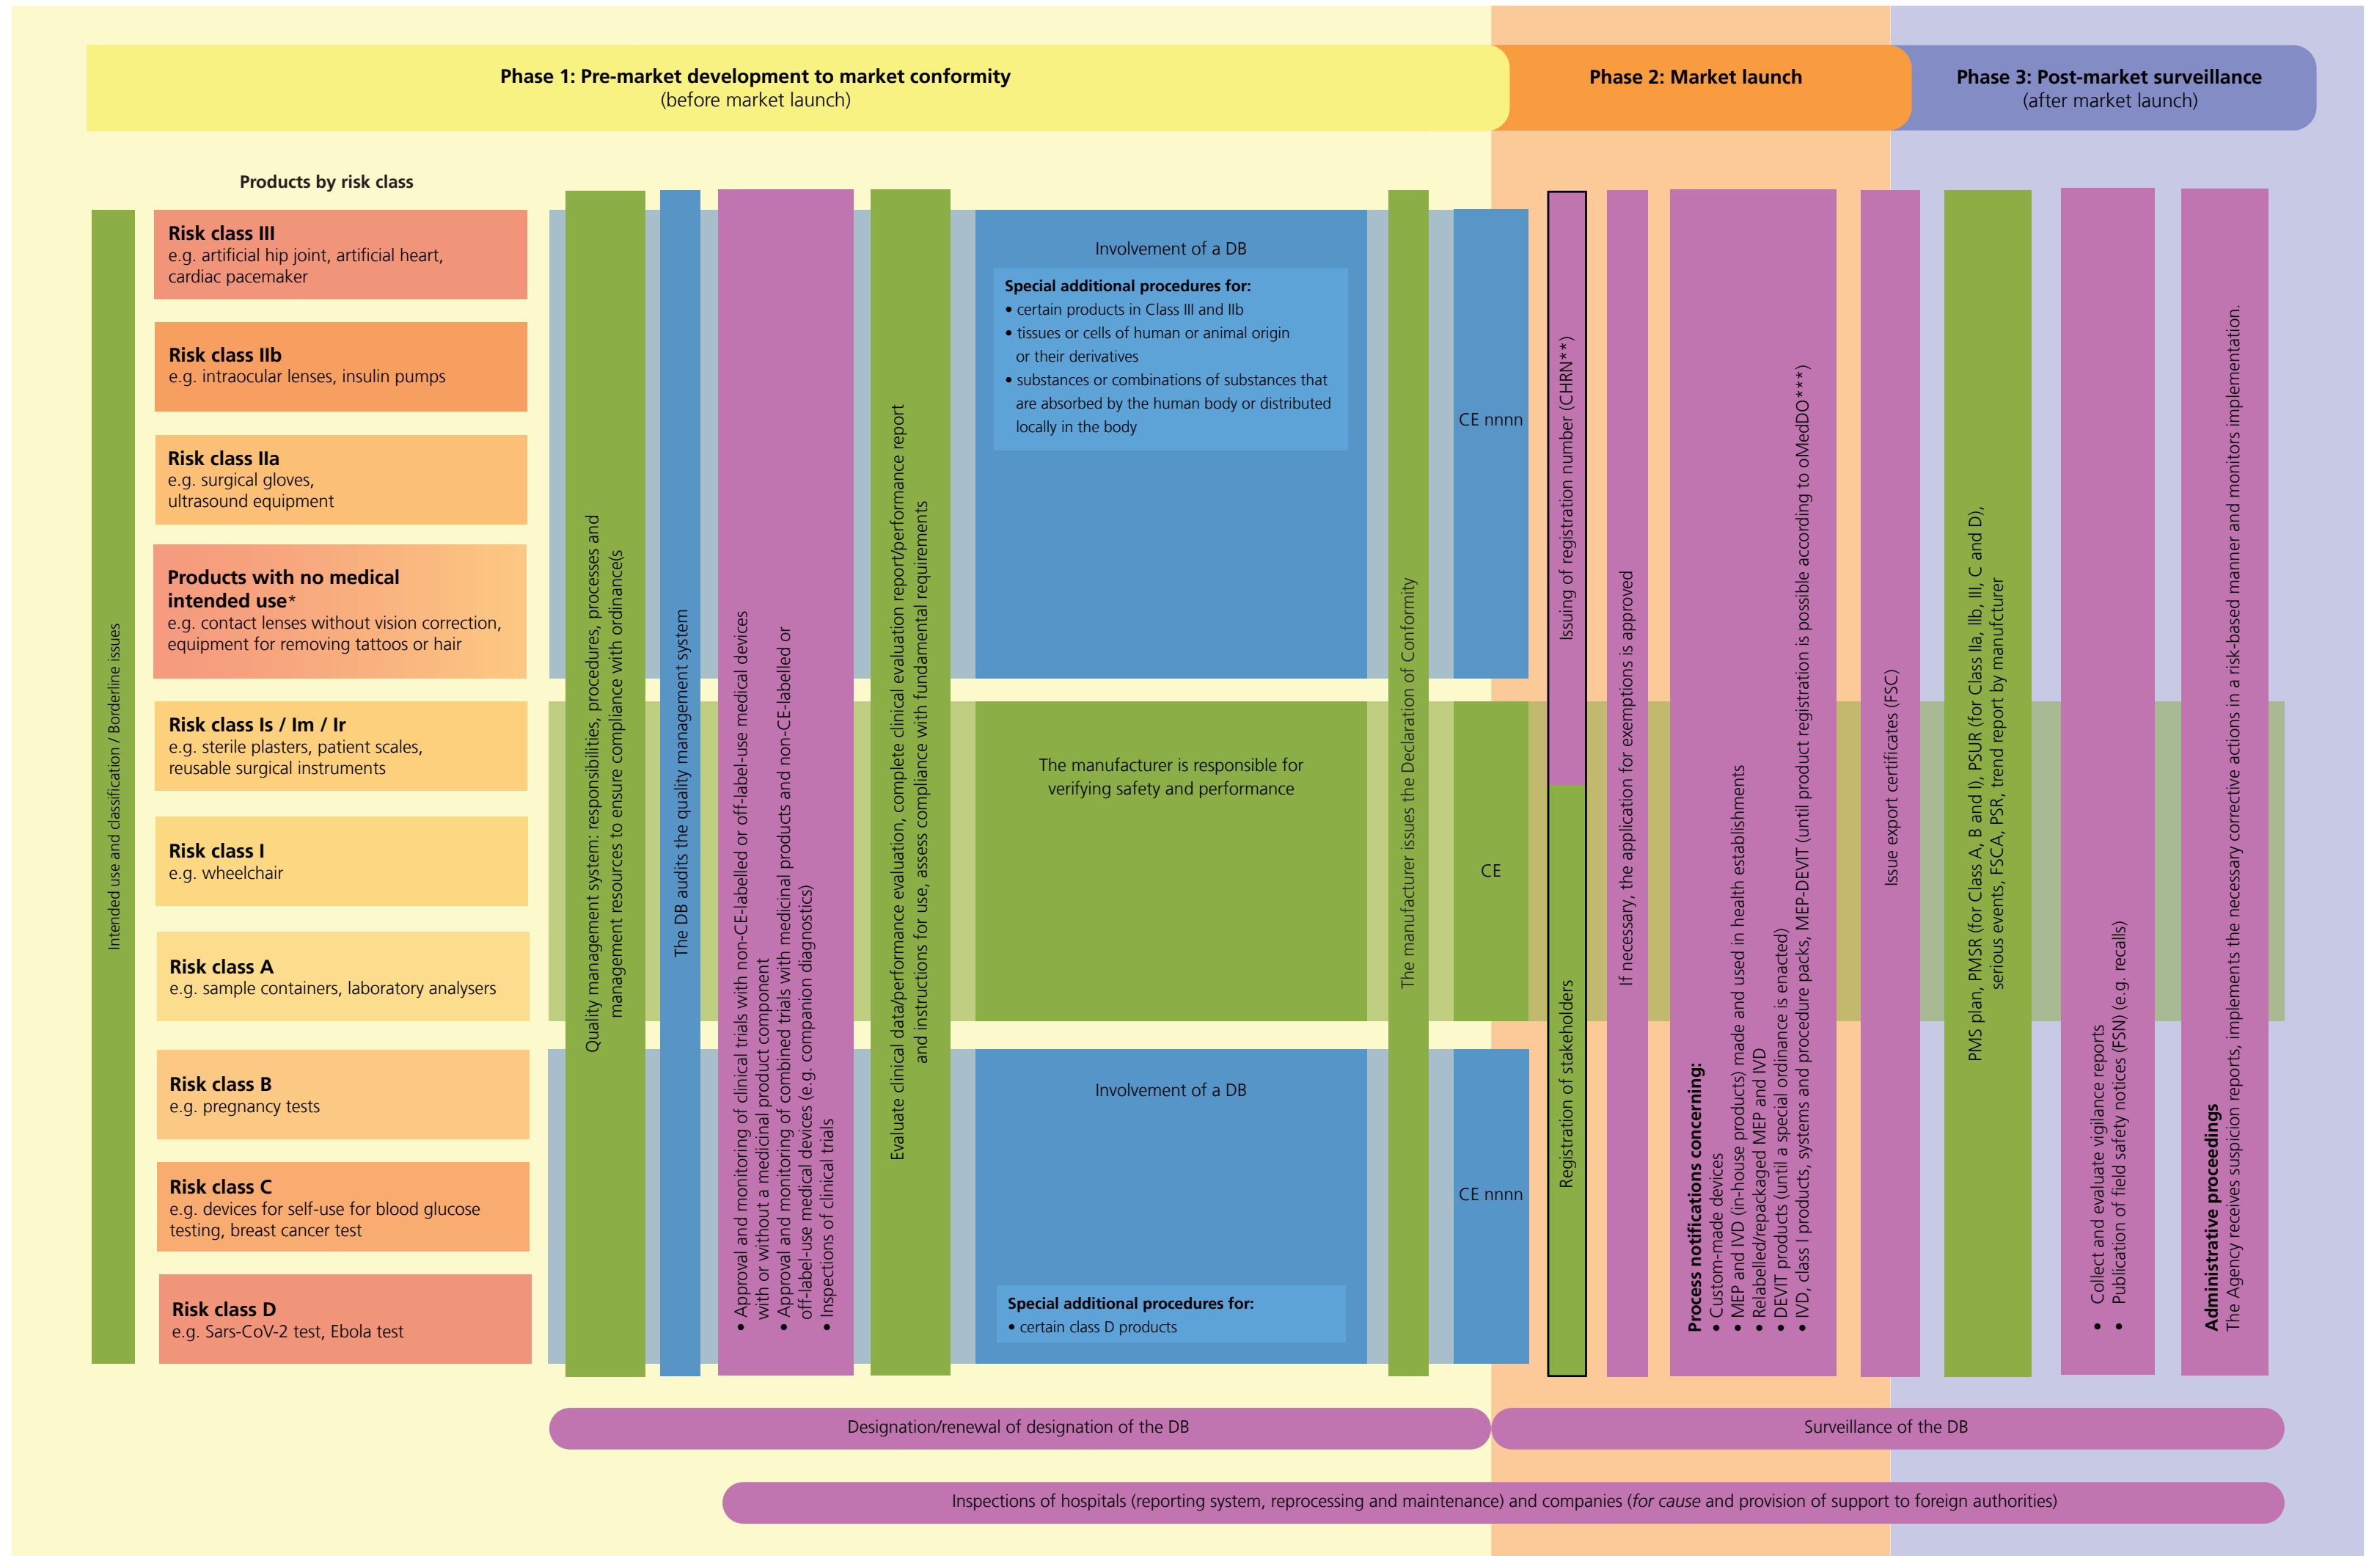 Phase 1: Pre-market development to market conformity
(before market launch)
Phase 2: Market launch
Phase 3: Post-market surveillance
(after market launch)
Products by risk class
Intended use and classification / Borderline issues
Risk class III
e.g. artificial hip joint, artificial heart,
cardiac pacemaker
Risk class IIb
e.g. intraocular lenses, insulin pumps
Risk class IIa
e.g. surgical gloves,
ultrasound equipment
Products with no medical
intended use*
e.g. contact lenses without vision correction,
equipment for removing tattoos or hair
Risk class Is / Im / Ir
e.g. sterile plasters, patient scales,
reusable surgical instruments
Risk class I
e.g. wheelchair
Risk class A
e.g. sample containers, laboratory analysers
Risk class B
e.g. pregnancy tests
Risk class C
e.g. devices for self-use for blood glucose
testing, breast cancer test
Risk class D
e.g. Sars-CoV-2 test, Ebola test
Quality management system: responsibilities, procedures, processes and
management resources to ensure compliance with ordinances
The DB audits the quality management system
• Approval and monitoring of clinical trials with non-CE-labelled or off-label-use medical devices
with or without a medicinal product component
• Approval and monitoring of combined trials with medicinal products and non-CE-labelled or
off-label-use medical devices (e.g. companion diagnostics)
• Inspections of clinical trials
Evaluate clinical data/performance evaluation, complete clinical evaluation report/performance report
and instructions for use, assess compliance with fundamental requirements
Involvement of a DB
Special additional procedures for:
• certain products in Class III and IIb
• tissues or cells of human or animal origin
or their derivatives
• substances or combinations of substances that
are absorbed by the human body or distributed
locally in the body
The manufacturer is responsible for
verifying safety and performance
Involvement of a DB
Special additional procedures for:
• certain class D products
The manufacturer issues the Declaration of Conformity
CE nnnn
CE
CE nnnn
Issuing of registration number (CHRN**)
Registration of stakeholders
If necessary, the application for exemptions is approved
Process notifications concerning:
• Custom-made devices
• MEP and IVD (in-house products) made and used in health establishments
• Relabelled/repackaged MEP and IVD
• DEVIT products (until a special ordinance is enacted)
• IVD, class I products, systems and procedure packs, MEP-DEVIT (until product registration is possible according to oMedDO***)
Issue export certificates (FSC)
PMS plan, PMSR (for Class A, B and I), PSUR (for Class IIa, IIb, III, C and D),
serious events, FSCA, PSR, trend report by manufcturer
• Collect and evaluate vigilance reports
• Publication of field safety notices (FSN) (e.g. recalls)
Administrative proceedings
The Agency receives suspicion reports, implements the necessary corrective actions in a risk-based manner and monitors implementation.
Designation/renewal of designation of the DB
Surveillance of the DB
Inspections of hospitals (reporting system, reprocessing and maintenance) and companies (for cause and provision of support to foreign authorities)